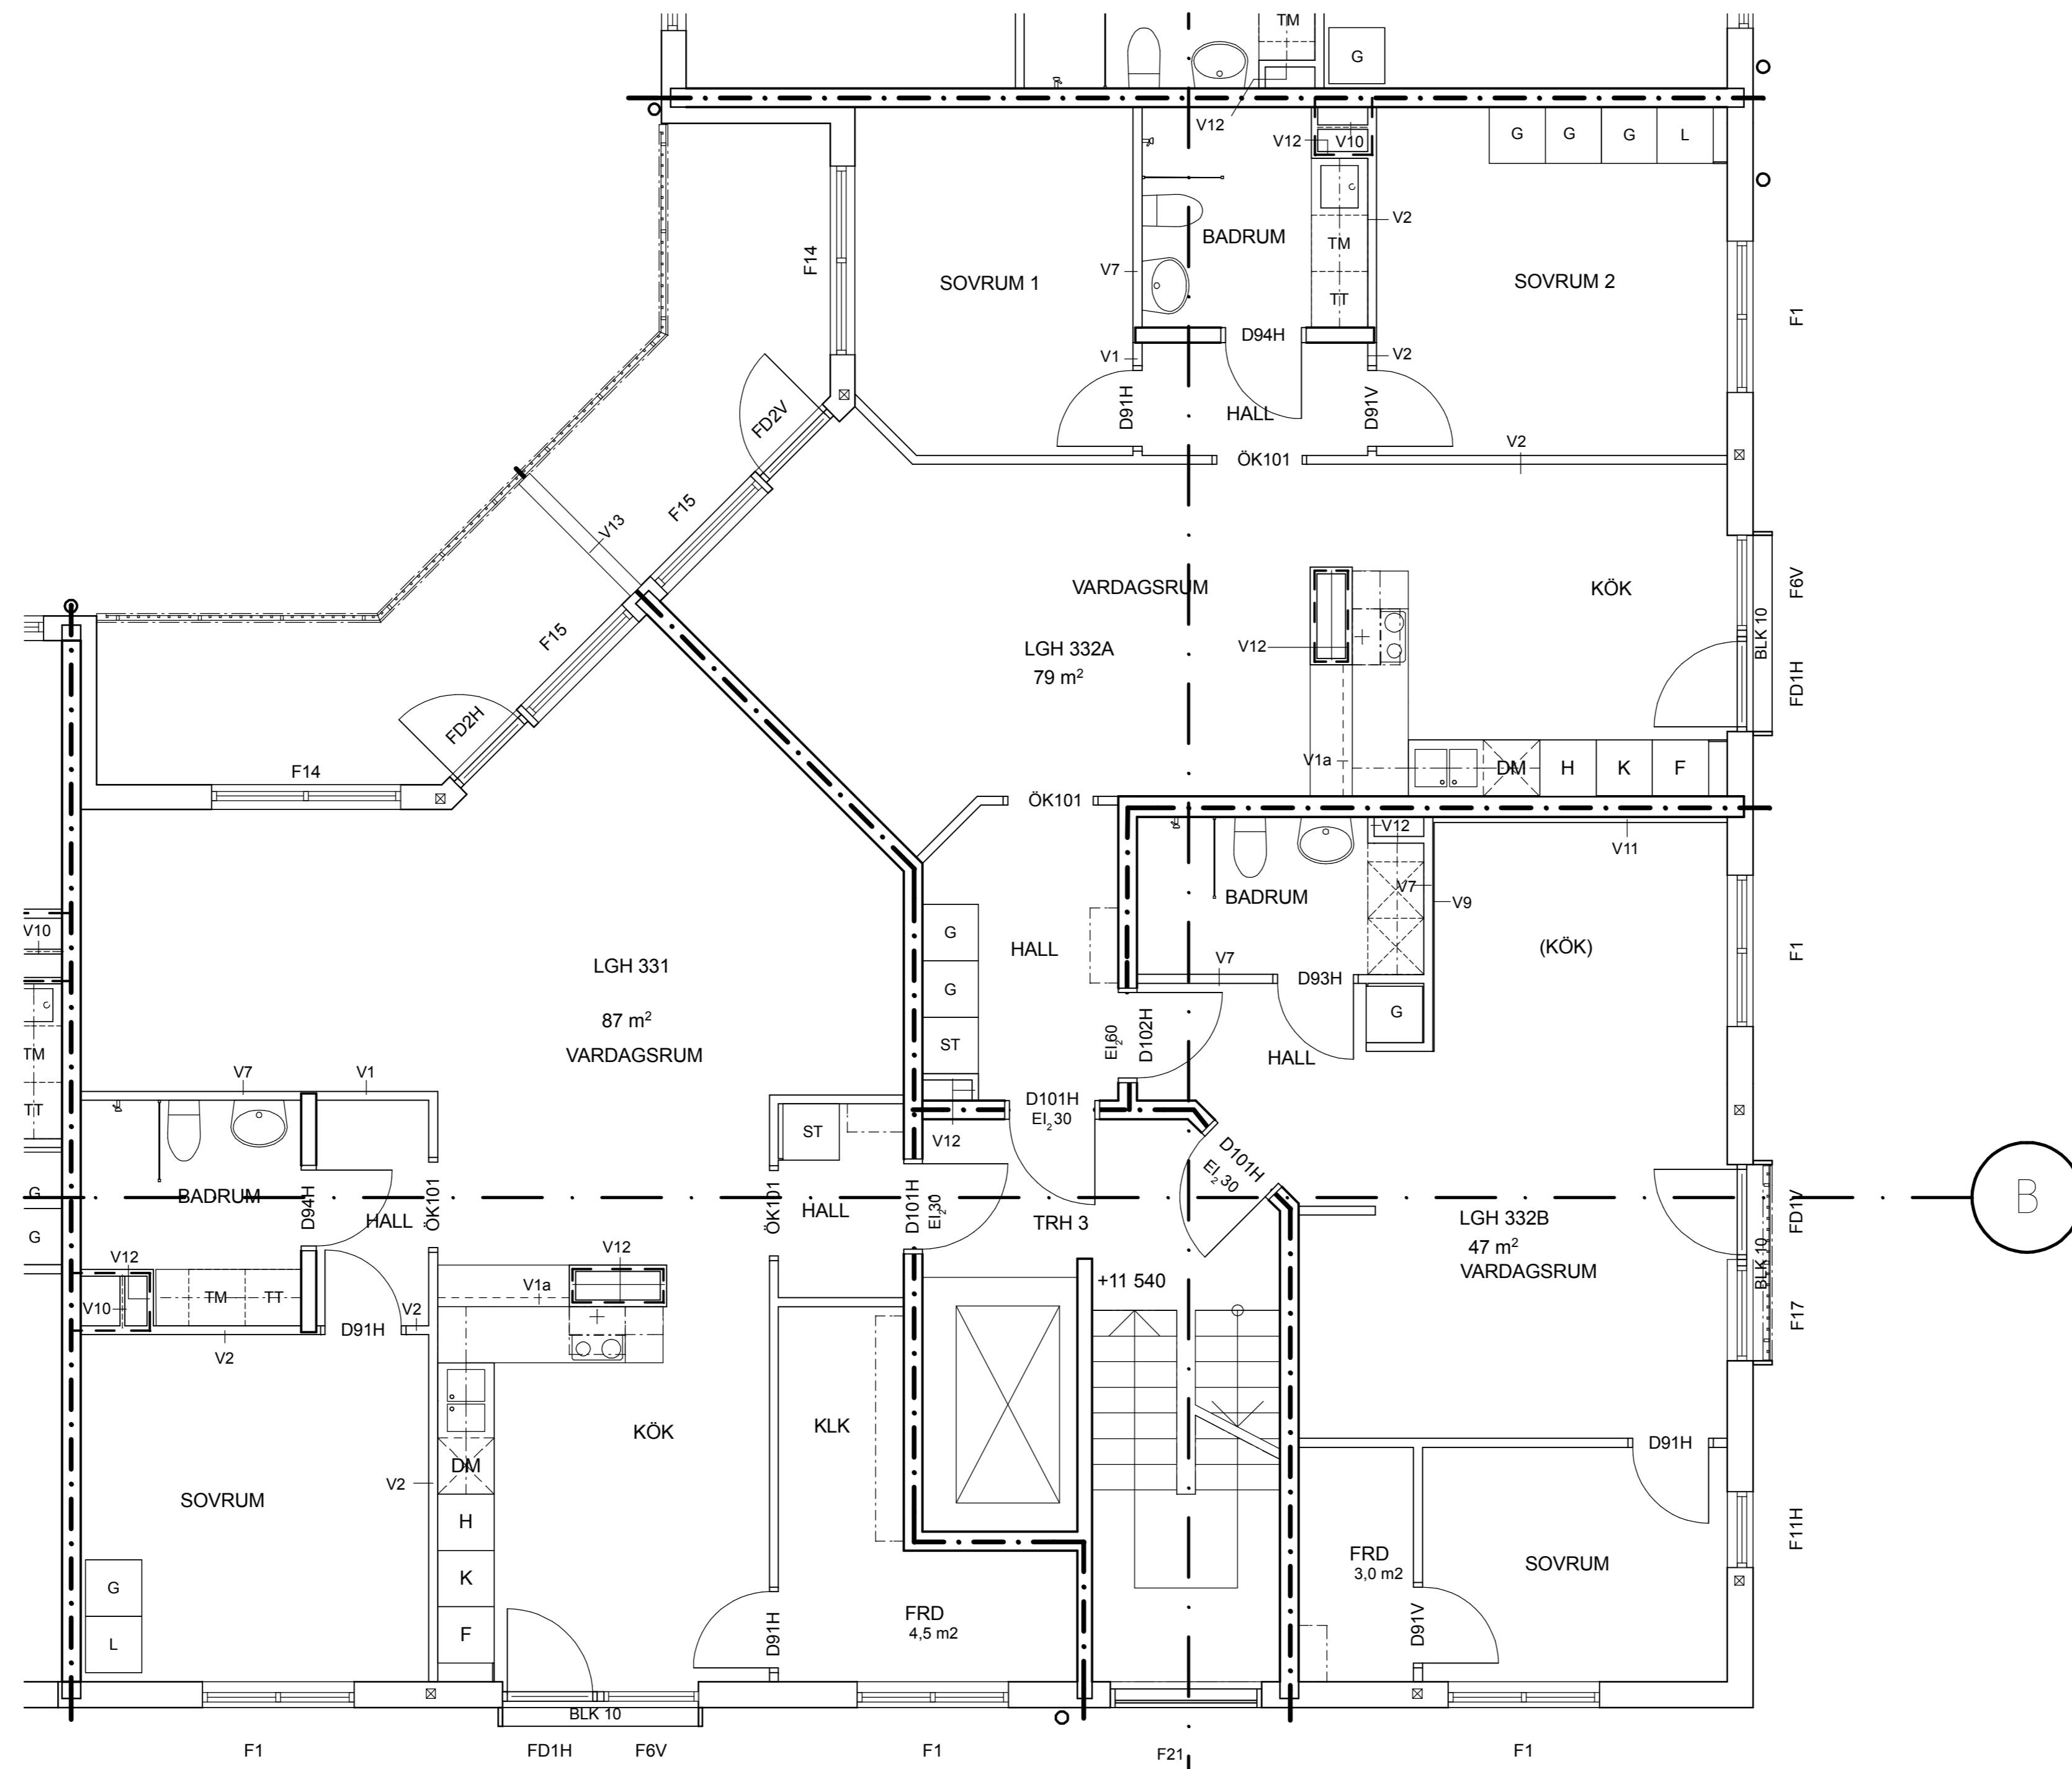 TM
G
V12
V12
V10
G
G
G
L
V2
BADRUM
TM
F14
V7
SOVRUM 1
SOVRUM 2
TT
F1
D94H
V1
V2
D91H
HALL
D91V
FD2V
V2
ÖK101
F15
V13
VARDAGSRUM
KÖK
F6V
F15
V12
BLK 10
LGH 332A
79 m²
FD1H
FD2H
F14
V1a
DM
H
K
F
ÖK101
V12
V11
V7
BADRUM
V9
V10
G
HALL
(KÖK)
F1
LGH 331
V7
D93H
G
G
87 m²
EI₂60
D102H
ST
TM
VARDAGSRUM
HALL
V7
V1
TT
D101H
EI₂30
ST
V12
D101H
EI₂30
G
BADRUM
D94H
HALL
ÖK101
ÖK101
HALL
D101H
EI₂30
TRH 3
LGH 332B
FD1V
B
G
47 m²
V12
V12
VARDAGSRUM
BLK 10
V10
TM
TT
V1a
+11 540
V2
D91H
F17
V2
KLK
KÖK
D91H
DM
V2
SOVRUM
H
F11H
FRD
3,0 m2
SOVRUM
K
G
FRD
4,5 m2
D91H
D91V
F
L
BLK 10
F1
FD1H
F6V
F1
F21
F1